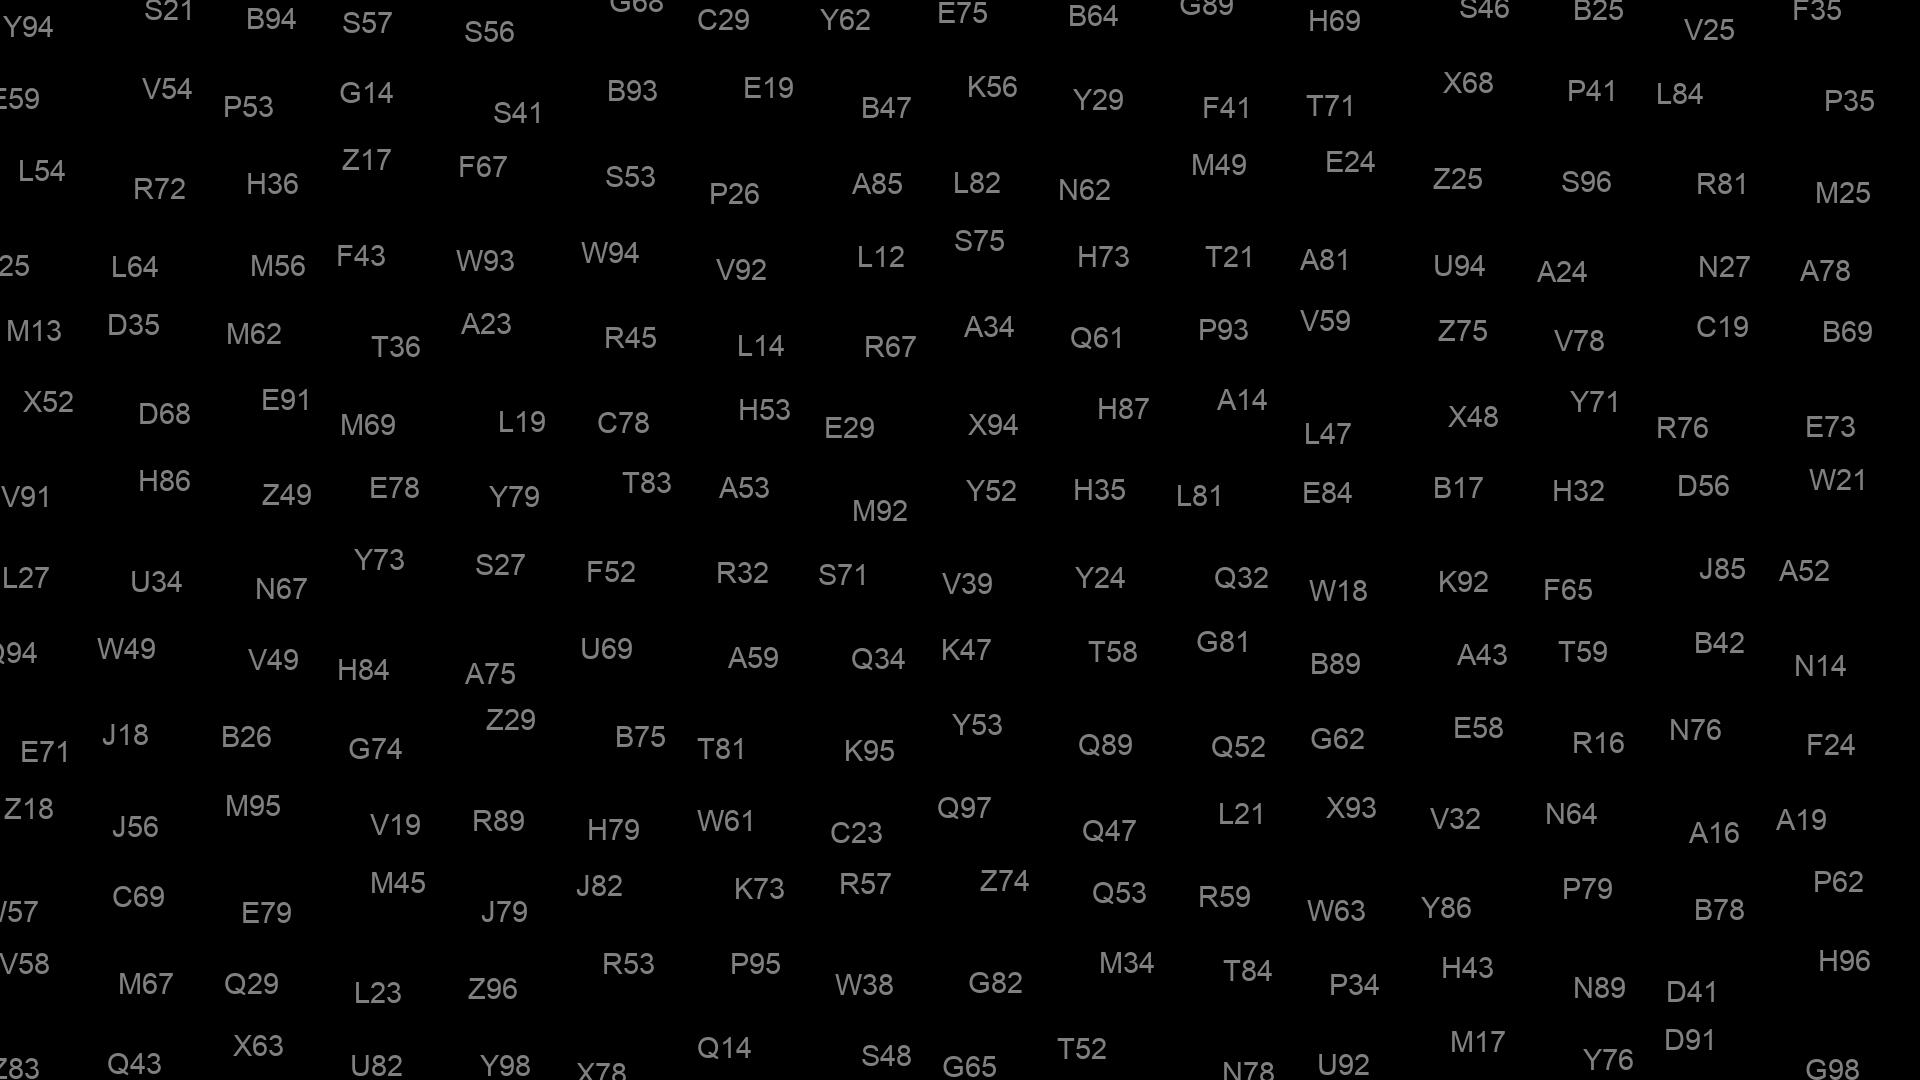 Y94 S21 B94 S57 S56 G68 C29 Y62 E75 B64 G89 H69 S46 B25 V25 F35
E59 V54 P53 G14 S41 B93 E19 B47 K56 Y29 F41 T71 X68 P41 L84 P35
L54 R72 H36 Z17 F67 S53 P26 A85 L82 N62 M49 E24 Z25 S96 R81 M25
25 L64 M56 F43 W93 W94 V92 L12 S75 H73 T21 A81 U94 A24 N27 A78
M13 D35 M62 T36 A23 R45 L14 R67 A34 Q61 P93 V59 Z75 V78 C19 B69
X52 D68 E91 M69 L19 C78 H53 E29 X94 H87 A14 L47 X48 Y71 R76 E73
V91 H86 Z49 E78 Y79 T83 A53 M92 Y52 H35 L81 E84 B17 H32 D56 W21
L27 U34 N67 Y73 S27 F52 R32 S71 V39 Y24 Q32 W18 K92 F65 J85 A52
Q94 W49 V49 H84 A75 U69 A59 Q34 K47 T58 G81 B89 A43 T59 B42 N14
E71 J18 B26 G74 Z29 B75 T81 K95 Y53 Q89 Q52 G62 E58 R16 N76 F24
Z18 J56 M95 V19 R89 H79 W61 C23 Q97 Q47 L21 X93 V32 N64 A16 A19
C69 E79 M45 J79 J82 K73 R57 Z74 Q53 R59 W63 Y86 P79 B78 P62
V58 M67 Q29 L23 Z96 R53 P95 W38 G82 M34 T84 P34 H43 N89 D41 H96
Z83 Q43 X63 U82 Y98 X78 Q14 S48 G65 T52 N78 U92 M17 Y76 D91 G98